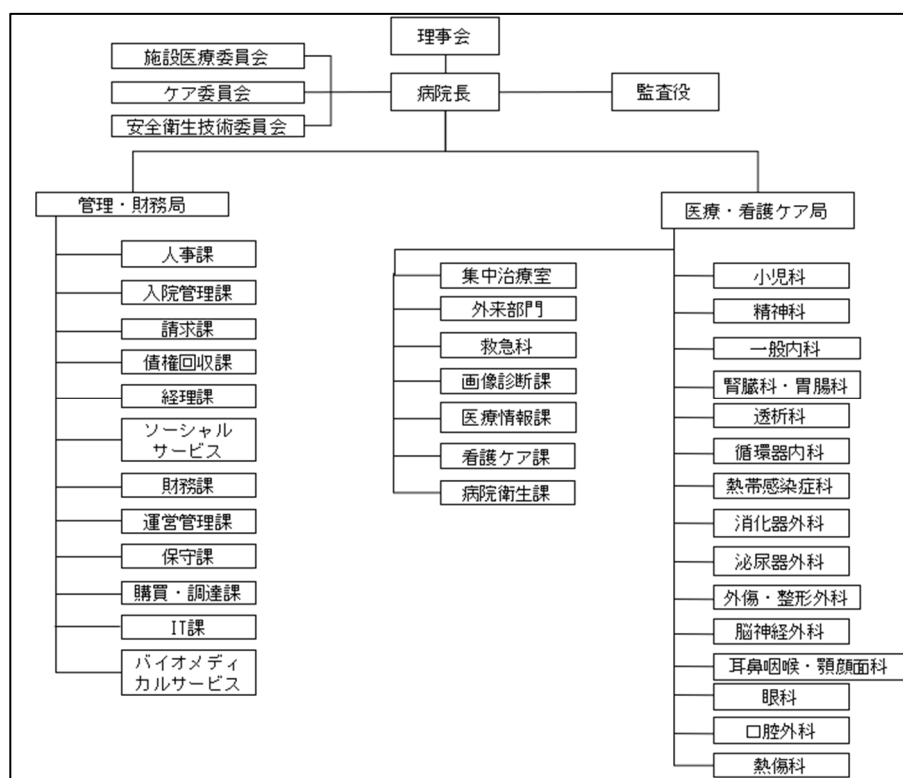 理事会
施設医療委員会
ケア委員会
安全衛生技術委員会
病院長
監査役
管理・財務局
人事課
入院管理課
請求課
債権回収課
経理課
ソーシャル
サービス
財務課
運営管理課
保守課
購買・調達課
IT課
バイオメディ
カルサービス
医療・看護ケア局
集中治療室
外来部門
救急科
画像診断課
医療情報課
看護ケア課
病院衛生課
小児科
精神科
一般内科
腎臓科・胃腸科
透析科
循環器内科
熱帯感染症科
消化器外科
泌尿器外科
外傷・整形外科
脳神経外科
耳鼻咽喉・顎顔面科
眼科
口腔外科
熱傷科